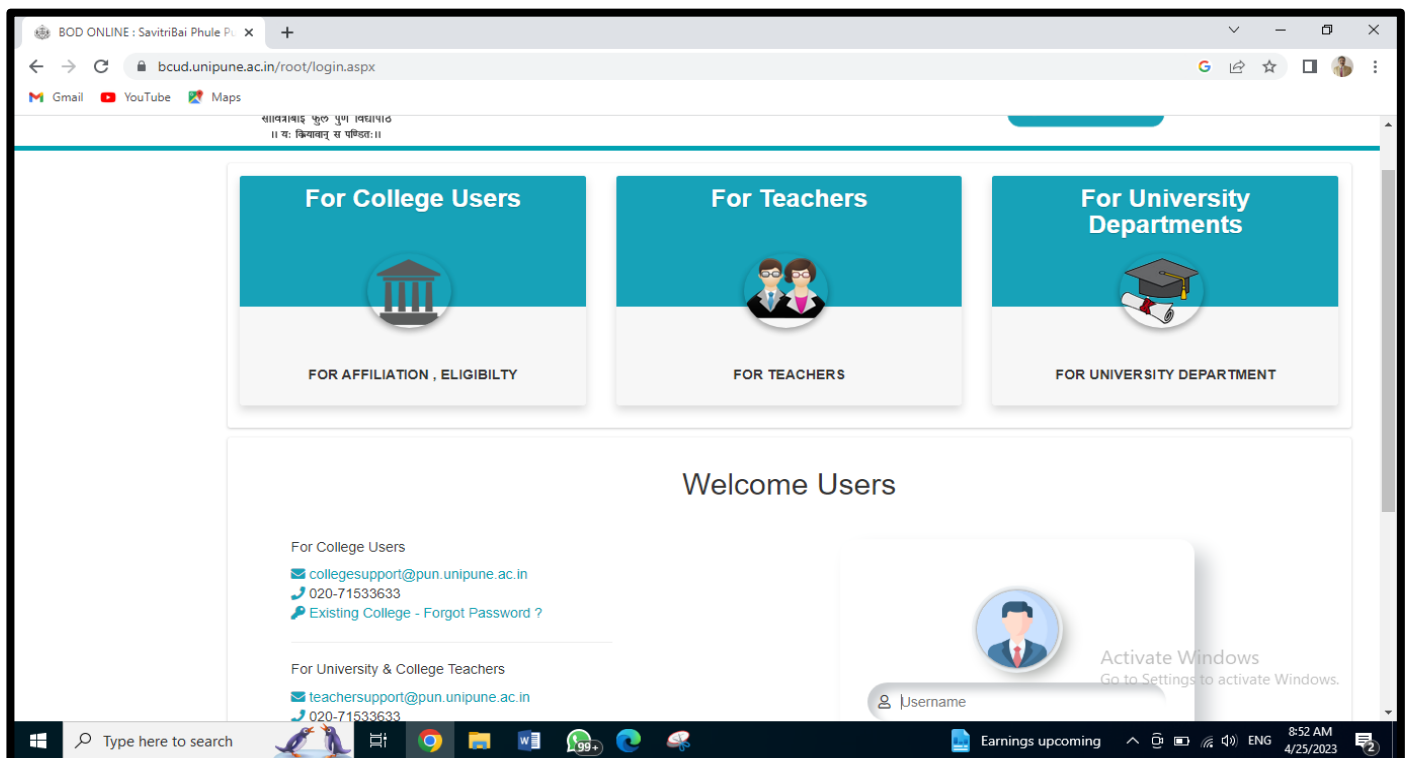 BOD ONLINE : SavitriBai Phule Pu
bcud.unipune.ac.in/root/login.aspx
Gmail YouTube Maps
सावित्रीबाई फुले पुणे विद्यापीठ
॥ यः क्रियावान् स पण्डितः॥
For College Users
FOR AFFILIATION , ELIGIBILTY
For Teachers
FOR TEACHERS
For University
Departments
FOR UNIVERSITY DEPARTMENT
Welcome Users
For College Users
collegesupport@pun.unipune.ac.in
020-71533633
Existing College - Forgot Password ?
For University & College Teachers
teachersupport@pun.unipune.ac.in
020-71533633
Username
Activate Windows
Go to Settings to activate Windows.
Type here to search
99+
Earnings upcoming
ENG
8:52 AM
4/25/2023
2